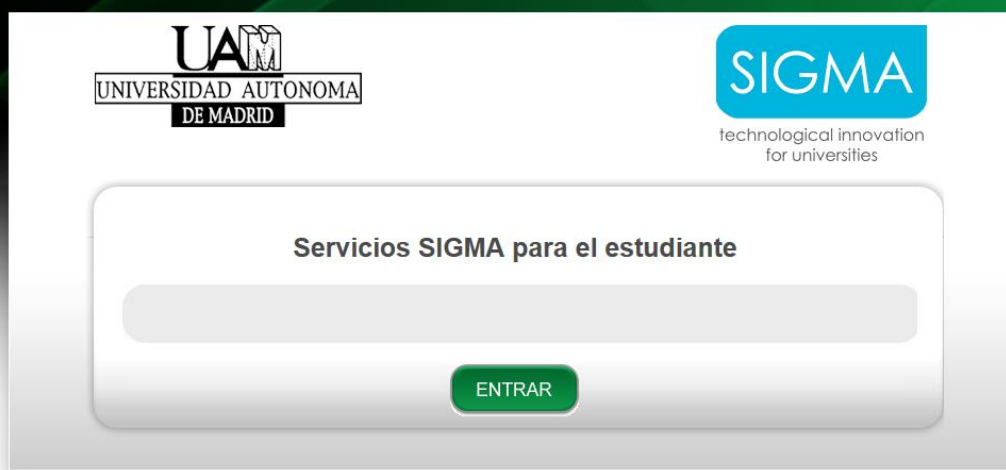 UAM
UNIVERSIDAD AUTONOMA
DE MADRID
SIGMA
technological innovation
for universities
Servicios SIGMA para el estudiante
ENTRAR